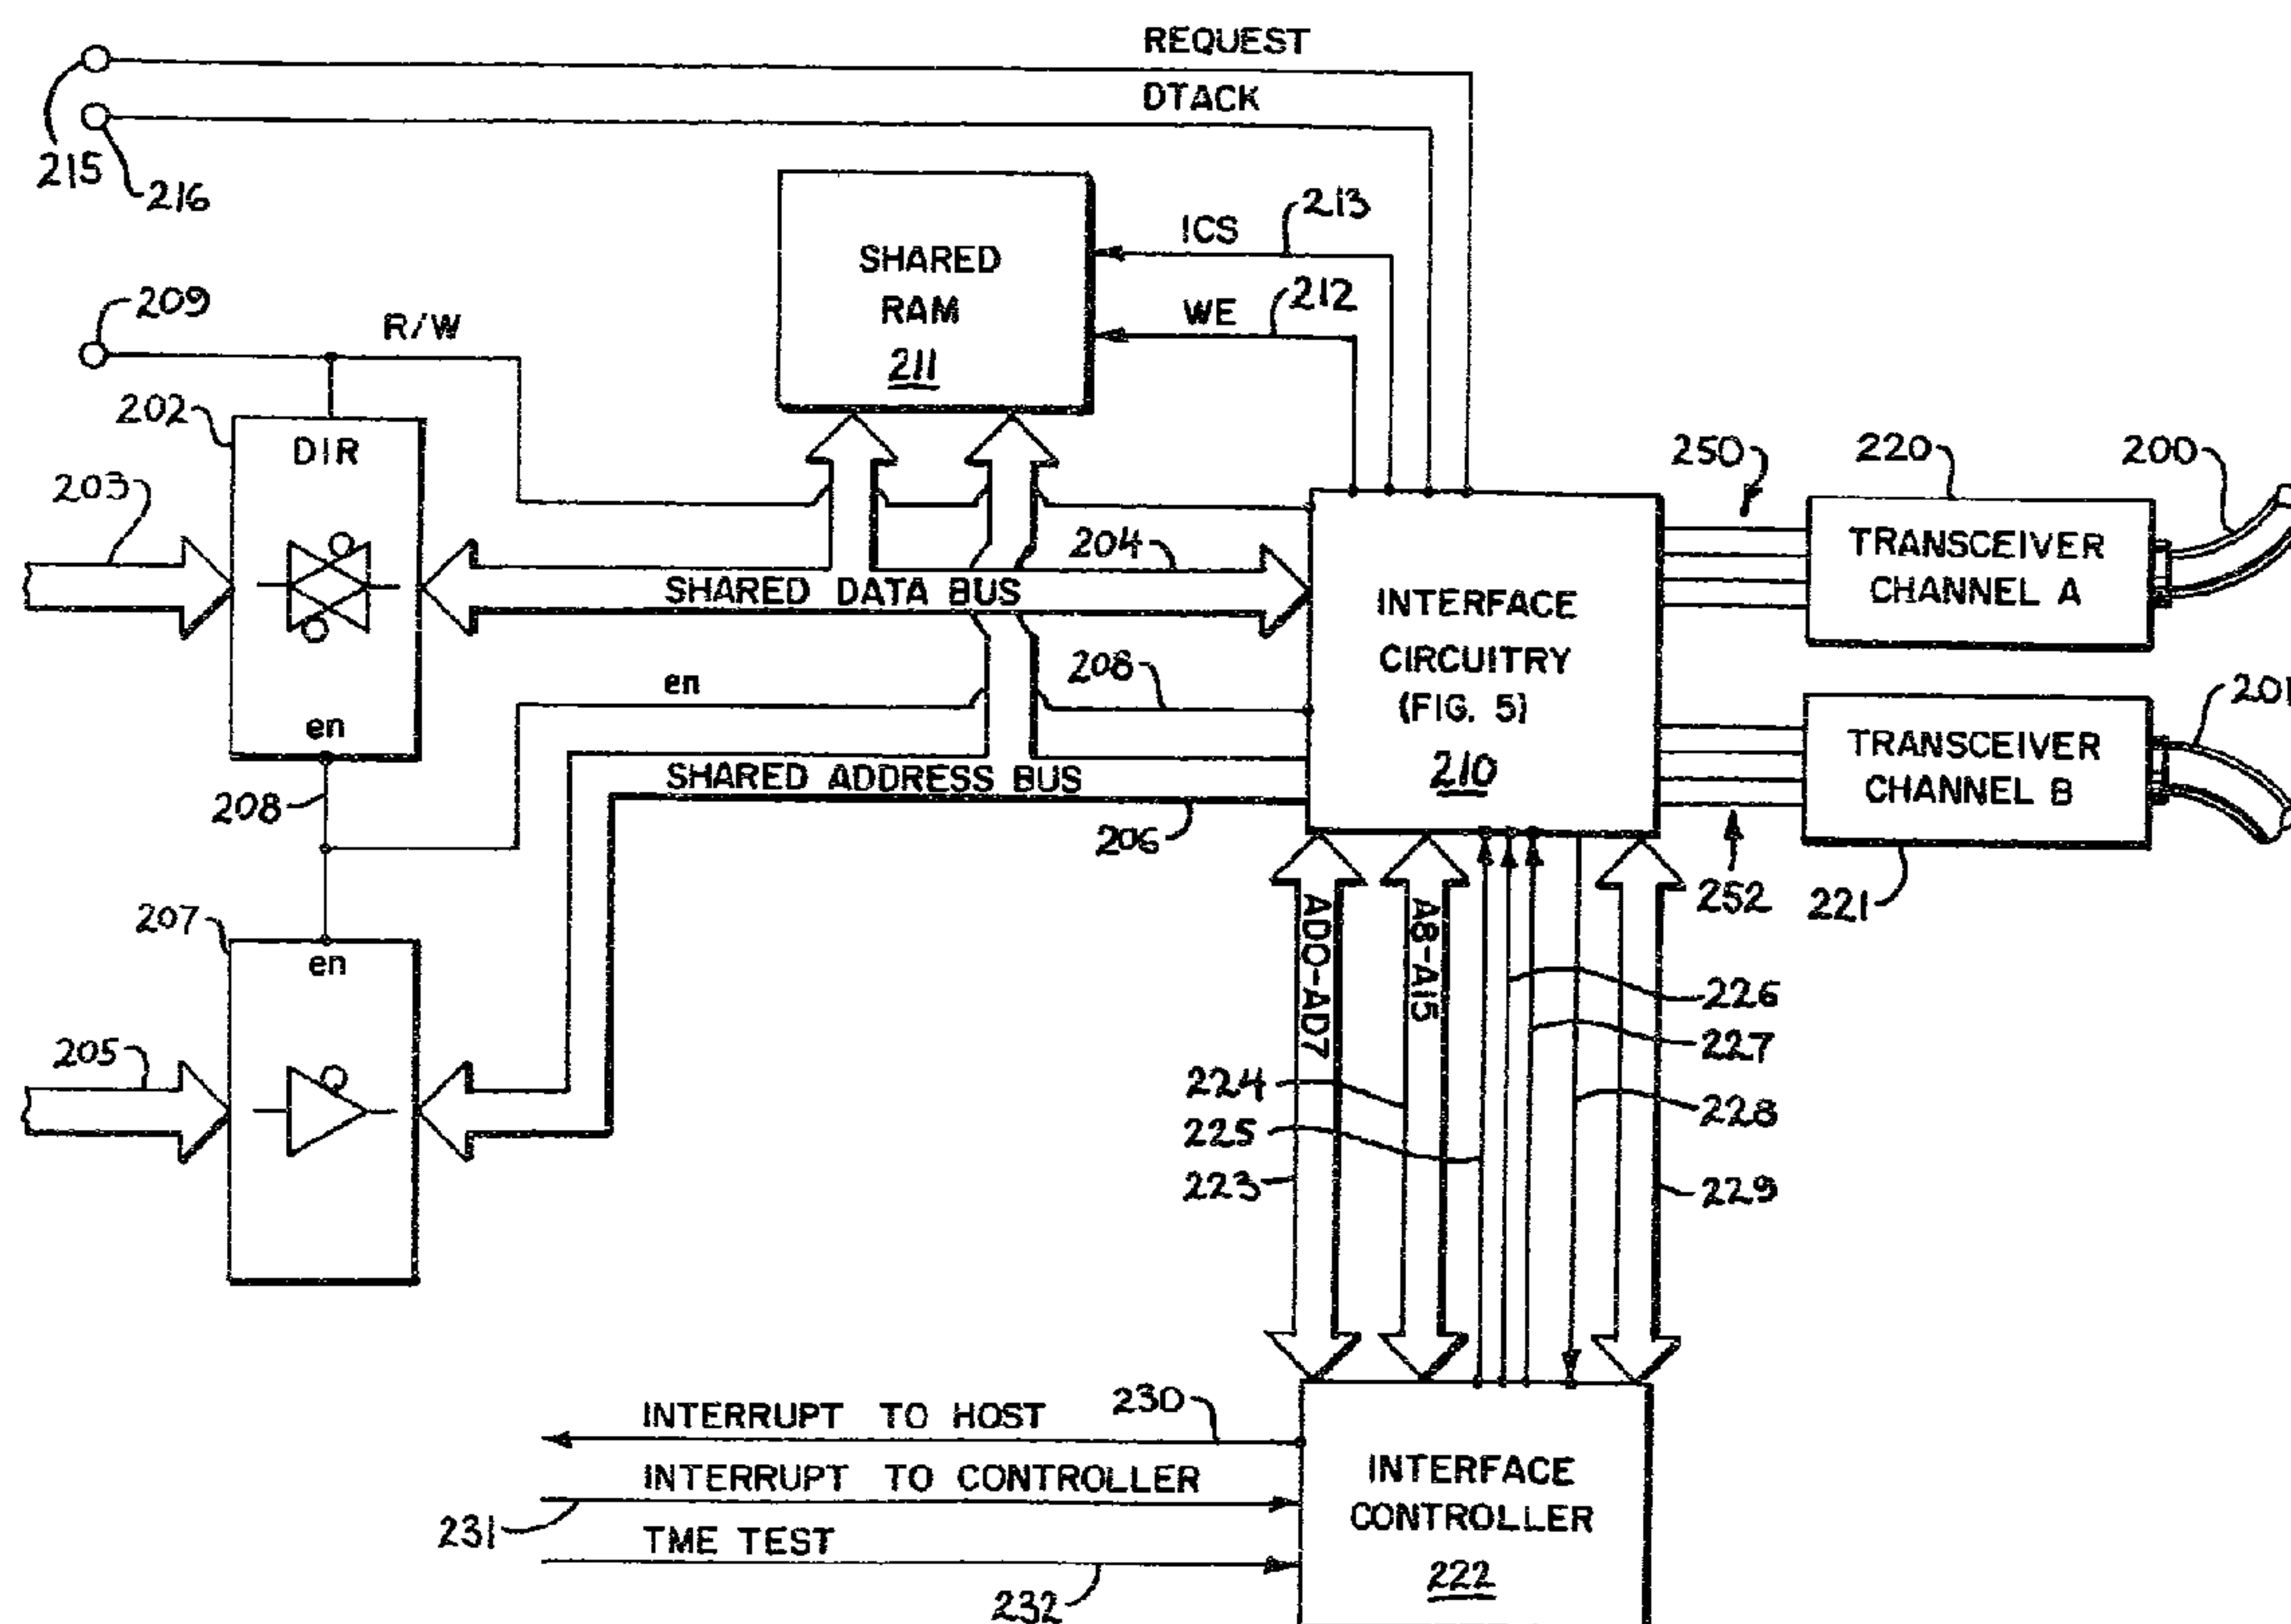 REQUEST
DTACK
215
216
213
ICS
SHARED
RAM
211
212
WE
209
R/W
202
DIR
203
250
220
200
204
TRANSCEIVER
CHANNEL A
SHARED DATA BUS
INTERFACE
CIRCUITRY
(FIG. 5)
210
208
en
en
201
TRANSCEIVER
CHANNEL B
SHARED ADDRESS BUS
208
206
252
221
207
en
AD0-AD7
A8-A15
226
227
205
224
228
225
223
229
INTERRUPT TO HOST
230
INTERRUPT TO CONTROLLER
231
TME TEST
232
INTERFACE
CONTROLLER
222